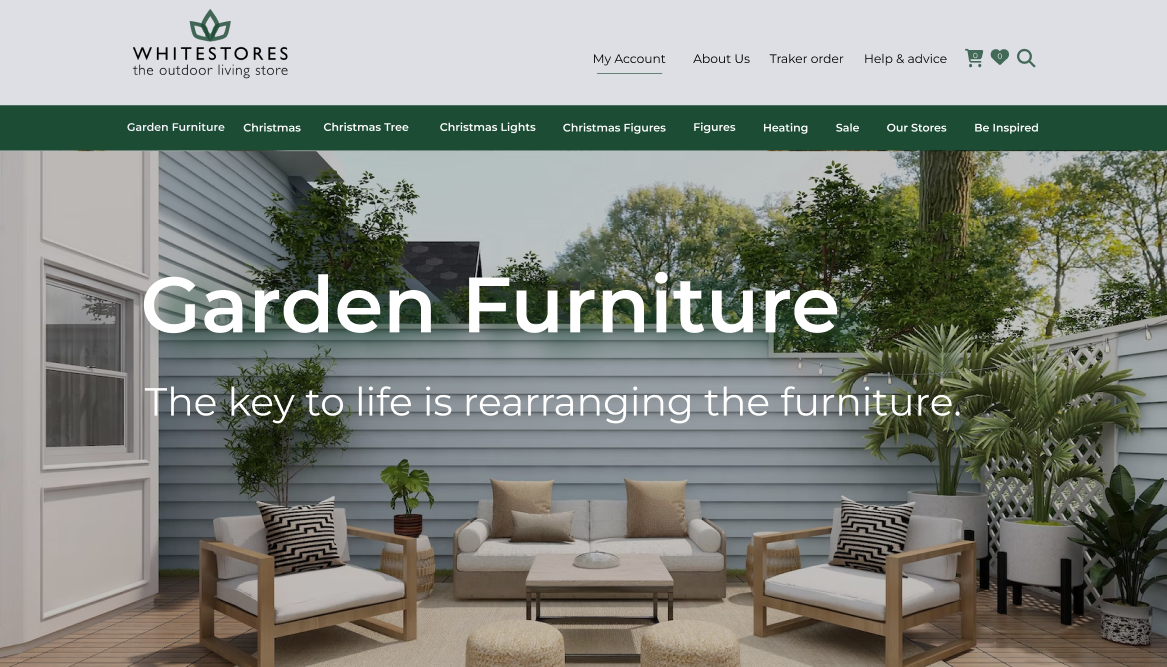 WHITESTORES
the outdoor living store
My Account About Us Traker order Help & advice 0 0
Garden Furniture Christmas Christmas Tree Christmas Lights Christmas Figures Figures Heating Sale Our Stores Be Inspired
Garden Furniture
The key to life is rearranging the furniture.